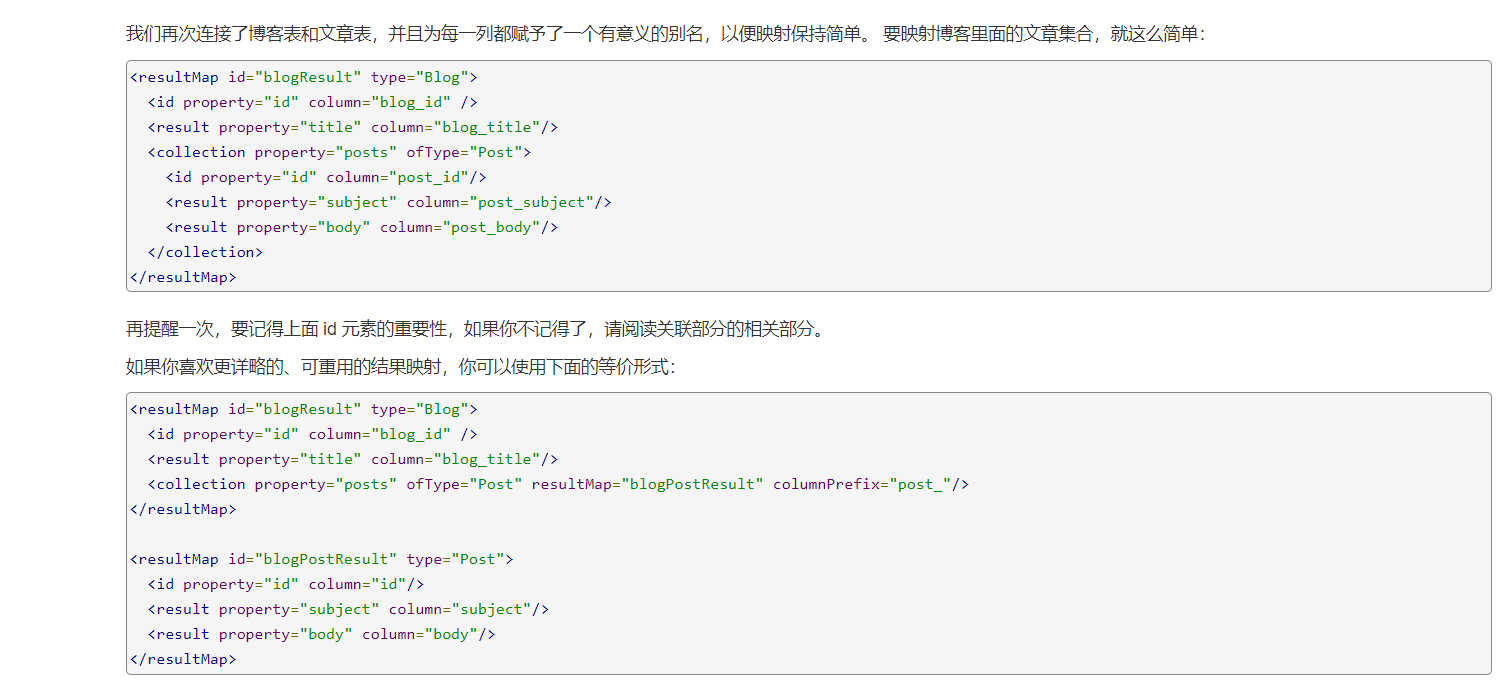 我们再次连接了博客表和文章表，并且为每一列都赋予了一个有意义的别名，以便映射保持简单。 要映射博客里面的文章集合，就这么简单：
<resultMap id="blogResult" type="Blog">
  <id property="id" column="blog_id" />
  <result property="title" column="blog_title"/>
  <collection property="posts" ofType="Post">
    <id property="id" column="post_id"/>
    <result property="subject" column="post_subject"/>
    <result property="body" column="post_body"/>
  </collection>
</resultMap>
再提醒一次，要记得上面 id 元素的重要性，如果你不记得了，请阅读关联部分的相关部分。
如果你喜欢更详略的、可重用的结果映射，你可以使用下面的等价形式：
<resultMap id="blogResult" type="Blog">
  <id property="id" column="blog_id" />
  <result property="title" column="blog_title"/>
  <collection property="posts" ofType="Post" resultMap="blogPostResult" columnPrefix="post_"/>
</resultMap>
<resultMap id="blogPostResult" type="Post">
  <id property="id" column="id"/>
  <result property="subject" column="subject"/>
  <result property="body" column="body"/>
</resultMap>